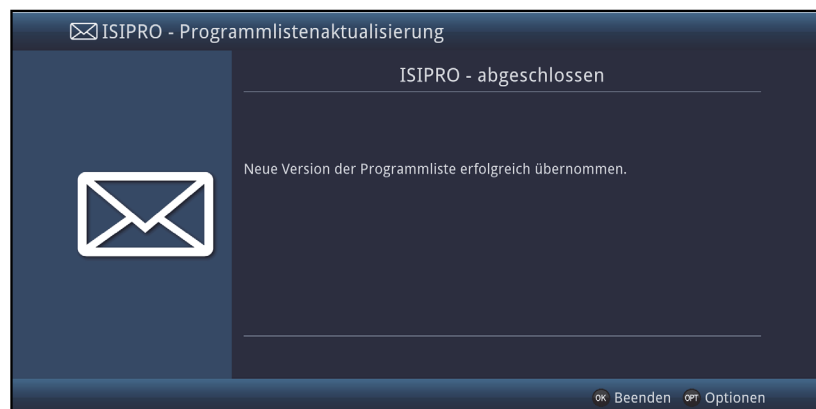 ISIPRO - Programmlistenaktualisierung
ISIPRO - abgeschlossen
Neue Version der Programmliste erfolgreich übernommen.
OK Beenden OPT Optionen